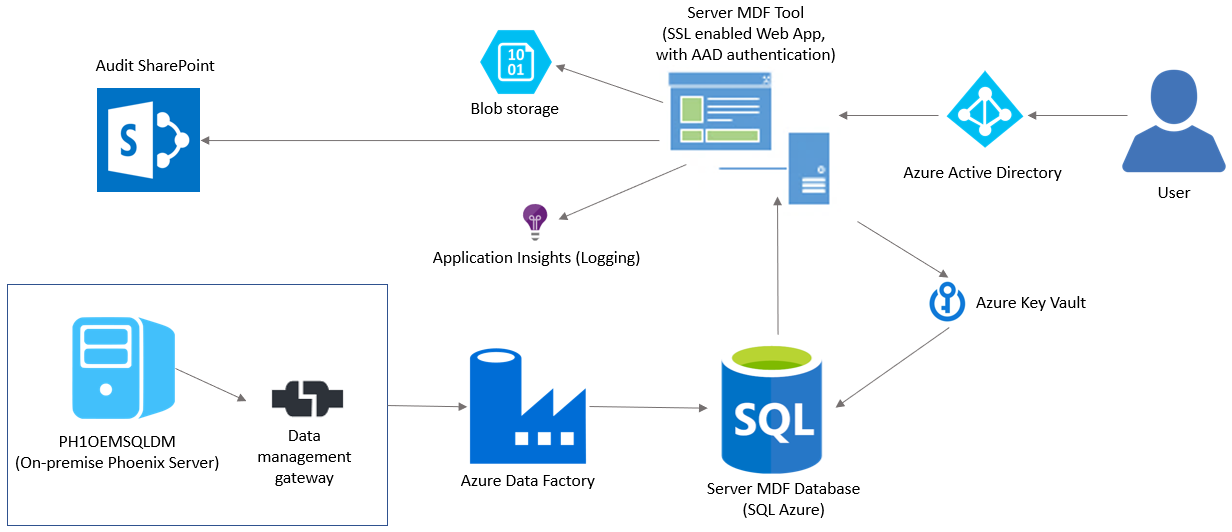 Server MDF Tool
(SSL enabled Web App,
with AAD authentication)
Audit SharePoint
S
10
01
Blob storage
Azure Active Directory
User
Application Insights (Logging)
Azure Key Vault
PH1OEMSQLDM
(On-premise Phoenix Server)
Data
management
gateway
Azure Data Factory
SQL
Server MDF Database
(SQL Azure)